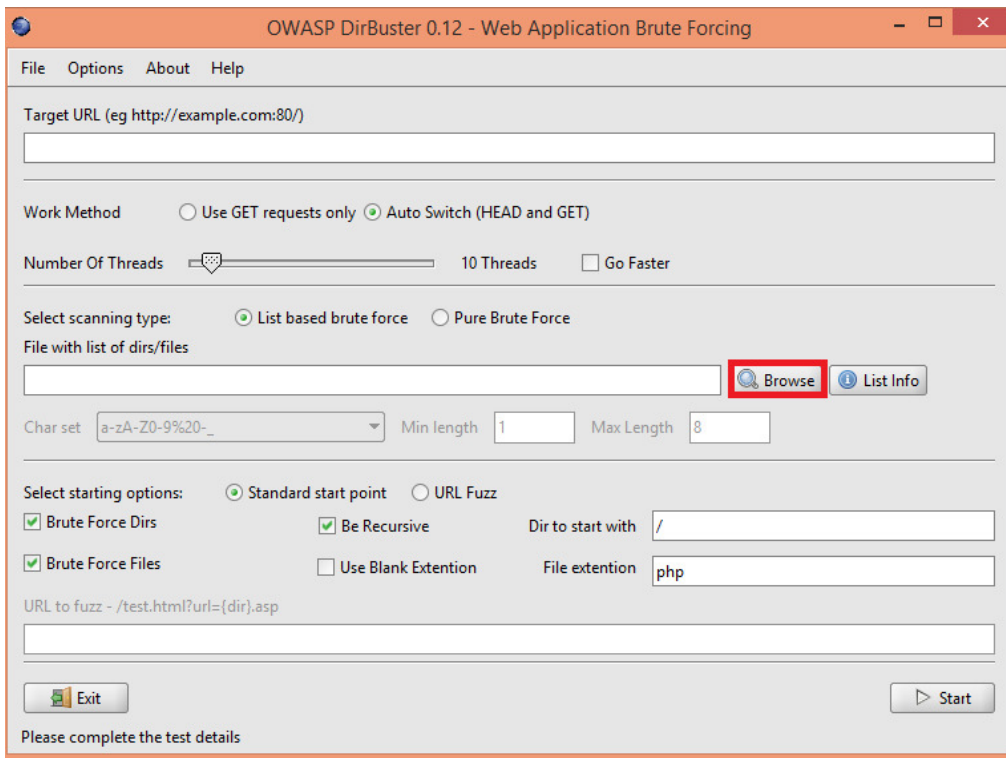 OWASP DirBuster 0.12 - Web Application Brute Forcing
File Options About Help
Target URL (eg http://example.com:80/)
Work Method Use GET requests only Auto Switch (HEAD and GET)
Number Of Threads 10 Threads Go Faster
Select scanning type: List based brute force Pure Brute Force
File with list of dirs/files
Browse List Info
Char set a-zA-Z0-9%20-_ Min length 1 Max Length 8
Select starting options: Standard start point URL Fuzz
Brute Force Dirs Be Recursive Dir to start with /
Brute Force Files Use Blank Extention File extention php
URL to fuzz - /test.html?url={dir}.asp
Exit Start
Please complete the test details